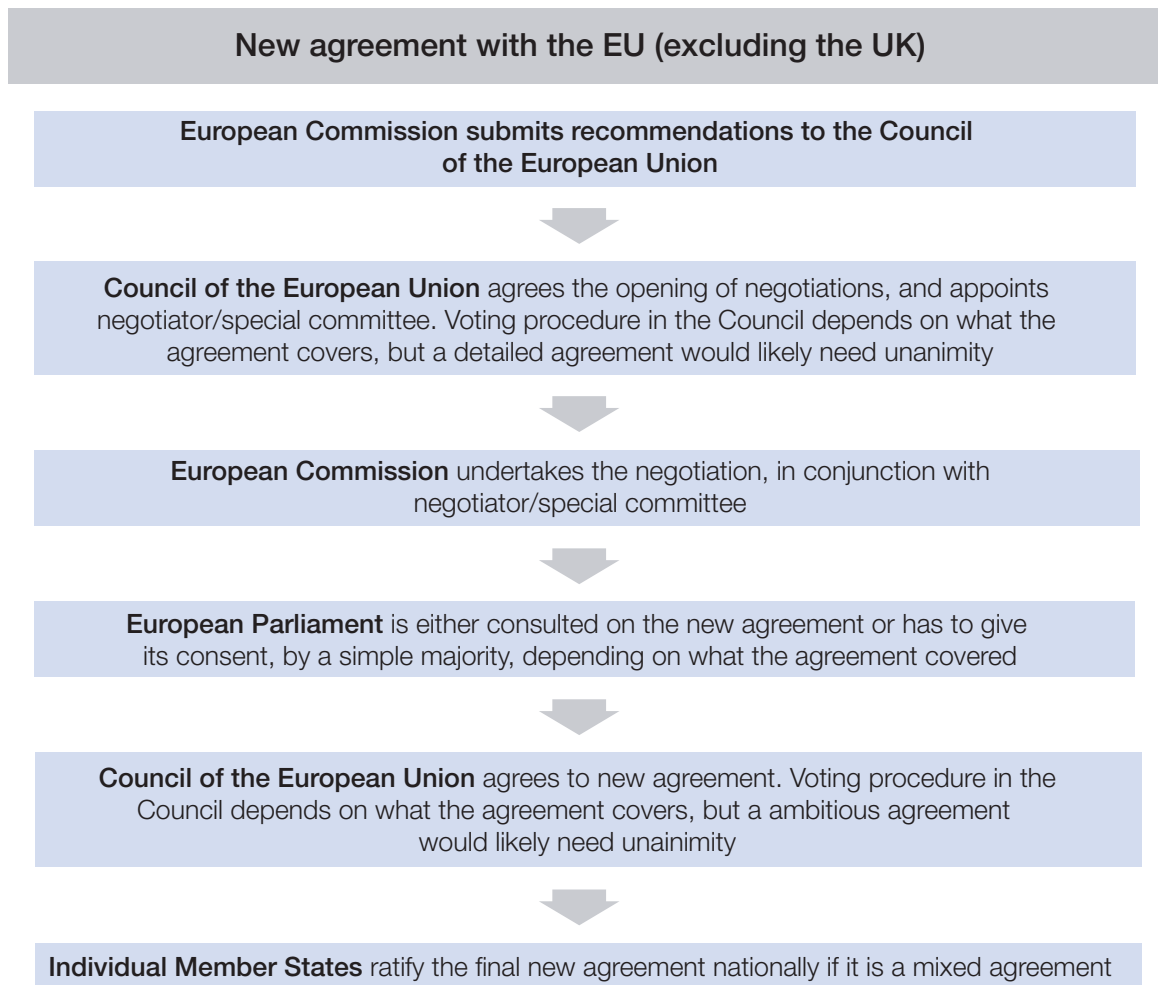 New agreement with the EU (excluding the UK)
European Commission submits recommendations to the Council
of the European Union
Council of the European Union agrees the opening of negotiations, and appoints
negotiator/special committee. Voting procedure in the Council depends on what the
agreement covers, but a detailed agreement would likely need unanimity
European Commission undertakes the negotiation, in conjunction with
negotiator/special committee
European Parliament is either consulted on the new agreement or has to give
its consent, by a simple majority, depending on what the agreement covered
Council of the European Union agrees to new agreement. Voting procedure in the
Council depends on what the agreement covers, but a ambitious agreement
would likely need unainimity
Individual Member States ratify the final new agreement nationally if it is a mixed agreement